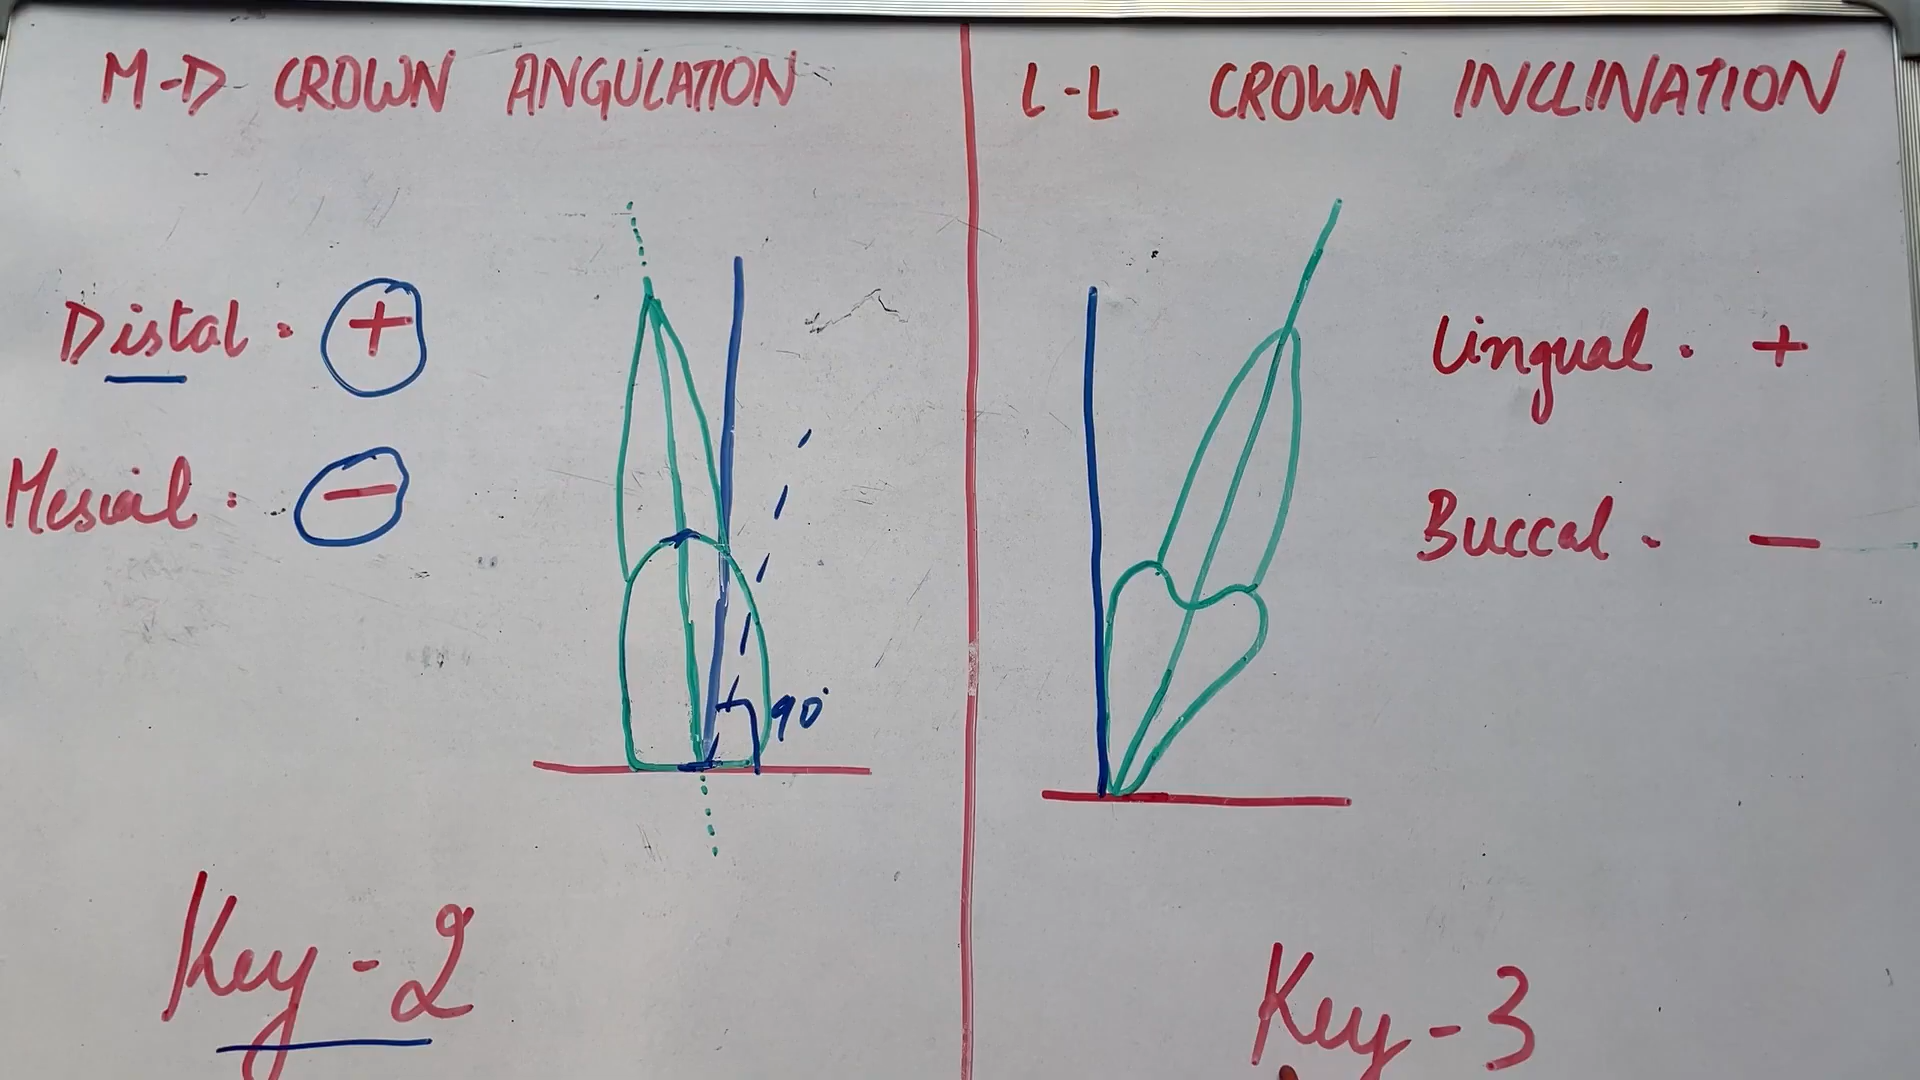 M-D CROWN ANGULATION
Distal : +
Mesial : -
90°
Key - 2
L-L CROWN INCLINATION
Lingual . +
Buccal . -
Key - 3